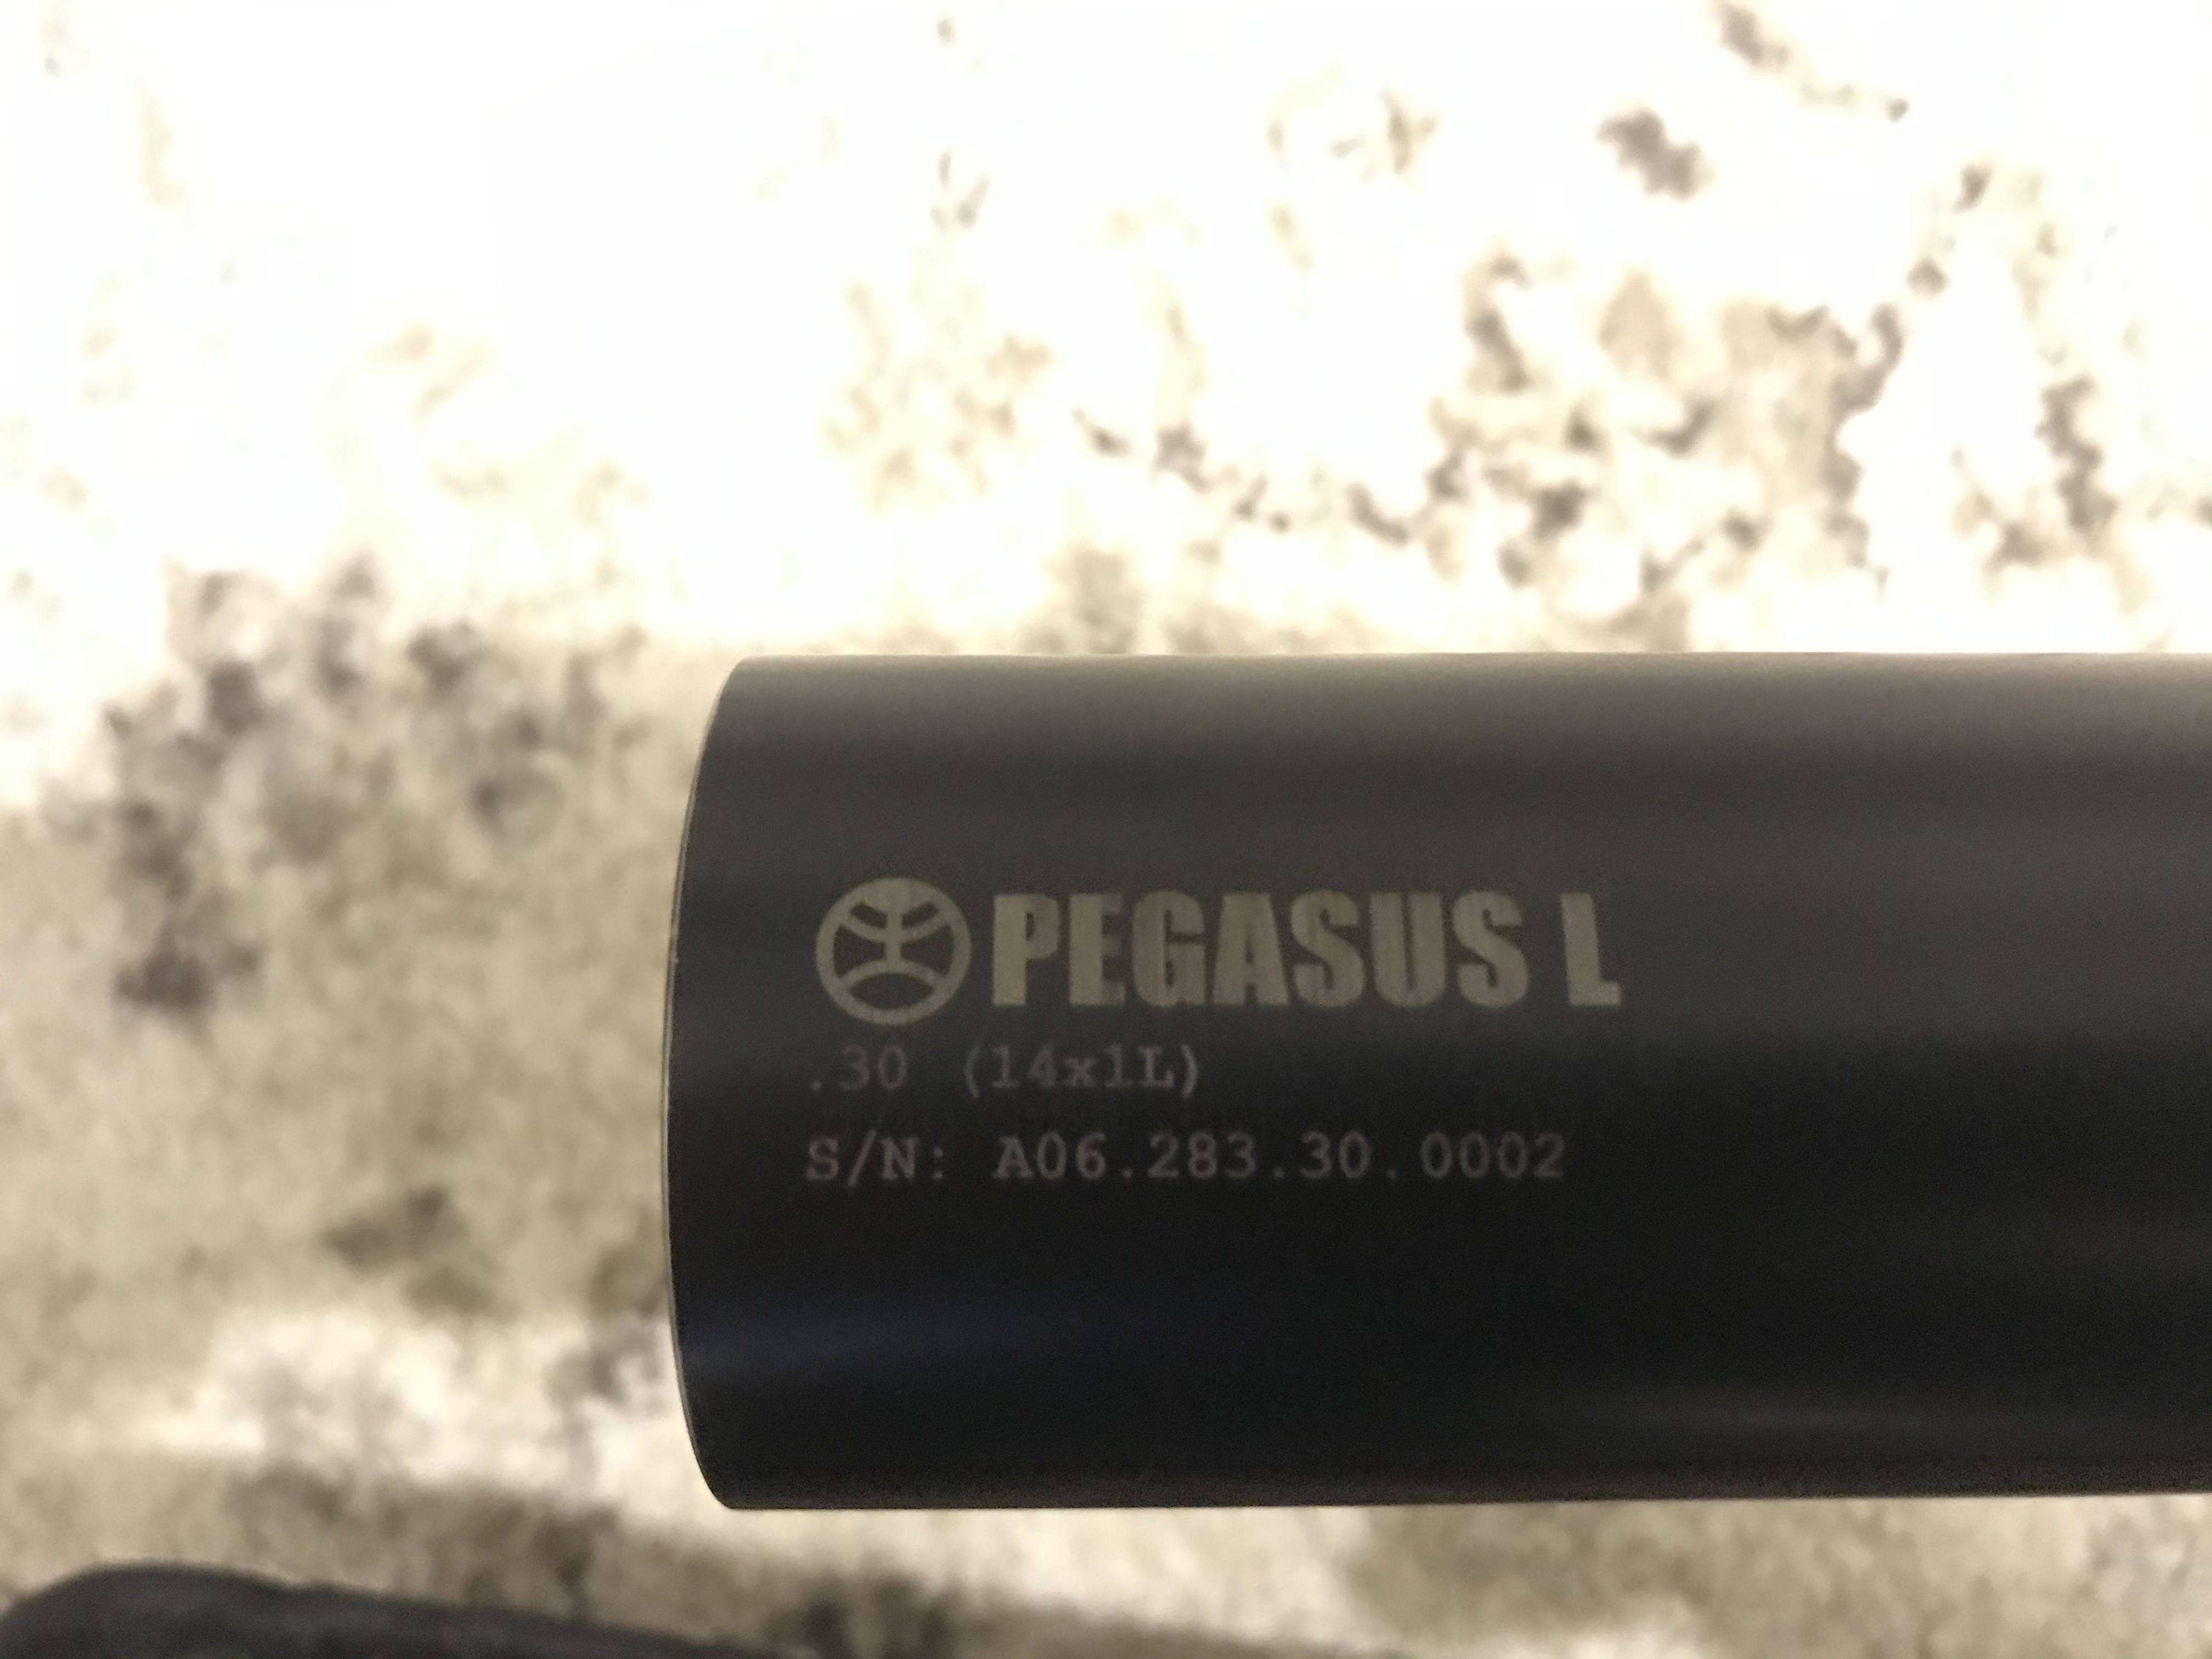 PEGASUS L
.30 (14x1L)
S/N: A06.283.30.0002